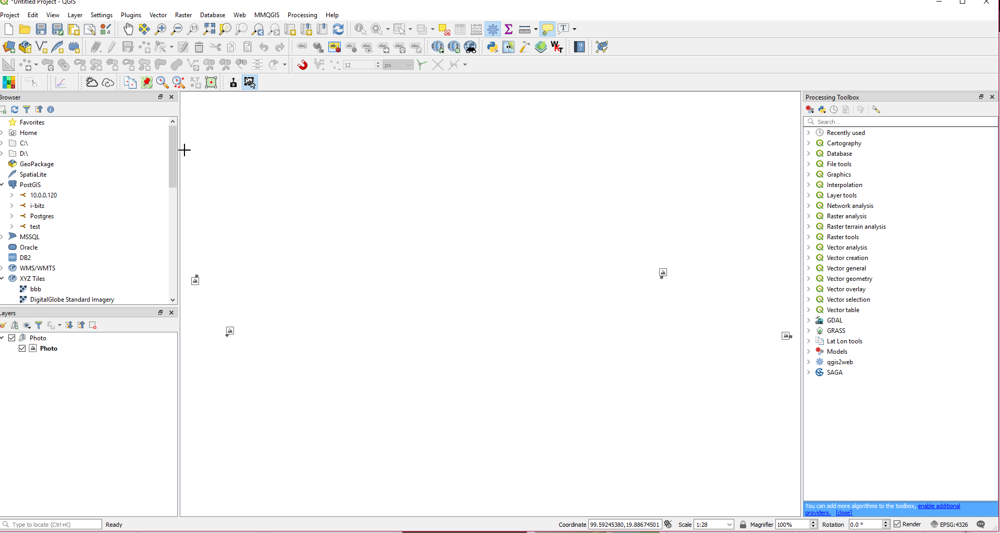 *Untitled Project - QGIS
Project Edit View Layer Settings Plugins Vector Raster Database Web MMQGIS Processing Help
12 px
Browser
Favorites
Home
C:\
D:\
GeoPackage
SpatiaLite
PostGIS
10.0.0.120
i-bitz
Postgres
test
MSSQL
Oracle
DB2
WMS/WMTS
XYZ Tiles
bbb
DigitalGlobe Standard Imagery
Layers
Photo
Photo
Processing Toolbox
Search...
Recently used
Cartography
Database
File tools
Graphics
Interpolation
Layer tools
Network analysis
Raster analysis
Raster terrain analysis
Raster tools
Vector analysis
Vector creation
Vector general
Vector geometry
Vector overlay
Vector selection
Vector table
GDAL
GRASS
Lat Lon tools
Models
qgis2web
SAGA
You can add more algorithms to the toolbox, enable additional
providers. [close]
Type to locate (Ctrl+K) Ready Coordinate 99.59245380,19.88674501 Scale 1:28 Magnifier 100% Rotation 0.0 ° Render EPSG:4326